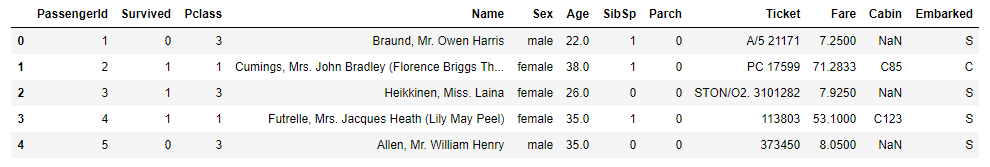 PassengerId Survived Pclass Name Sex Age SibSp Parch Ticket Fare Cabin Embarked
0 1 0 3 Braund, Mr. Owen Harris male 22.0 1 0 A/5 21171 7.2500 NaN S
1 2 1 1 Cumings, Mrs. John Bradley (Florence Briggs Th... female 38.0 1 0 PC 17599 71.2833 C85 C
2 3 1 3 Heikkinen, Miss. Laina female 26.0 0 0 STON/O2. 3101282 7.9250 NaN S
3 4 1 1 Futrelle, Mrs. Jacques Heath (Lily May Peel) female 35.0 1 0 113803 53.1000 C123 S
4 5 0 3 Allen, Mr. William Henry male 35.0 0 0 373450 8.0500 NaN S